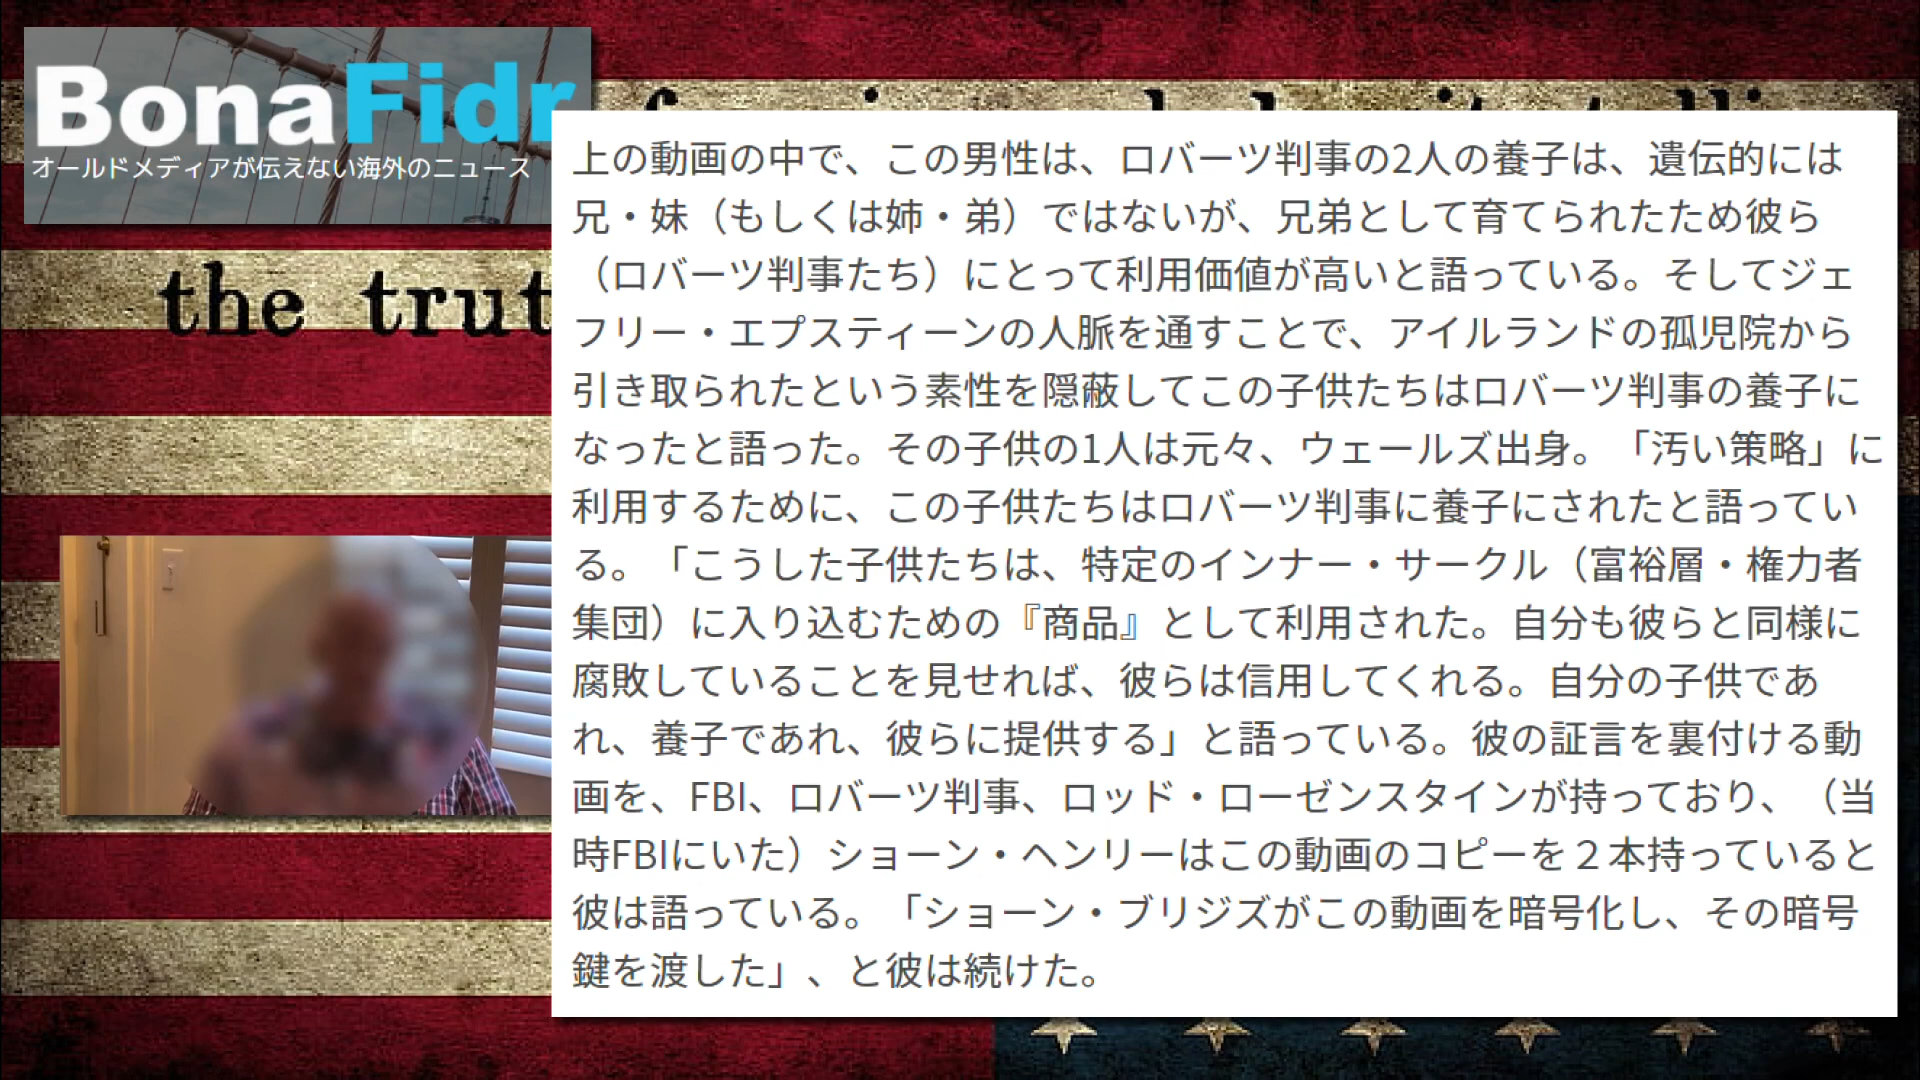 BonaFidr
オールドメディアが伝えない海外のニュース
the trut
上の動画の中で、この男性は、ロバーツ判事の2人の養子は、遺伝的には
兄・妹（もしくは姉・弟）ではないが、兄弟として育てられたため彼ら
（ロバーツ判事たち）にとって利用価値が高いと語っている。そしてジェ
フリー・エプスティーンの人脈を通すことで、アイルランドの孤児院から
引き取られたという素性を隠蔽してこの子供たちはロバーツ判事の養子に
なったと語った。その子供の1人は元々、ウェールズ出身。「汚い策略」に
利用するために、この子供たちはロバーツ判事に養子にされたと語ってい
る。「こうした子供たちは、特定のインナー・サークル（富裕層・権力者
集団）に入り込むための『商品』として利用された。自分も彼らと同様に
腐敗していることを見せれば、彼らは信用してくれる。自分の子供であ
れ、養子であれ、彼らに提供する」と語っている。彼の証言を裏付ける動
画を、FBI、ロバーツ判事、ロッド・ローゼンスタインが持っており、（当
時FBIにいた）ショーン・ヘンリーはこの動画のコピーを２本持っていると
彼は語っている。「ショーン・ブリジズがこの動画を暗号化し、その暗号
鍵を渡した」、と彼は続けた。